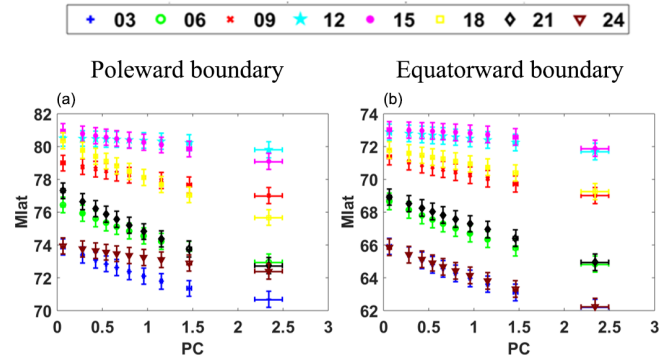 03 06 09 12 15 18 21 24
Poleward boundary
Equatorward boundary
(a)
(b)
Mlat
82
80
78
76
74
72
70
0 0.5 1 1.5 2 2.5 3
PC
Mlat
74
72
70
68
66
64
62
0 0.5 1 1.5 2 2.5 3
PC